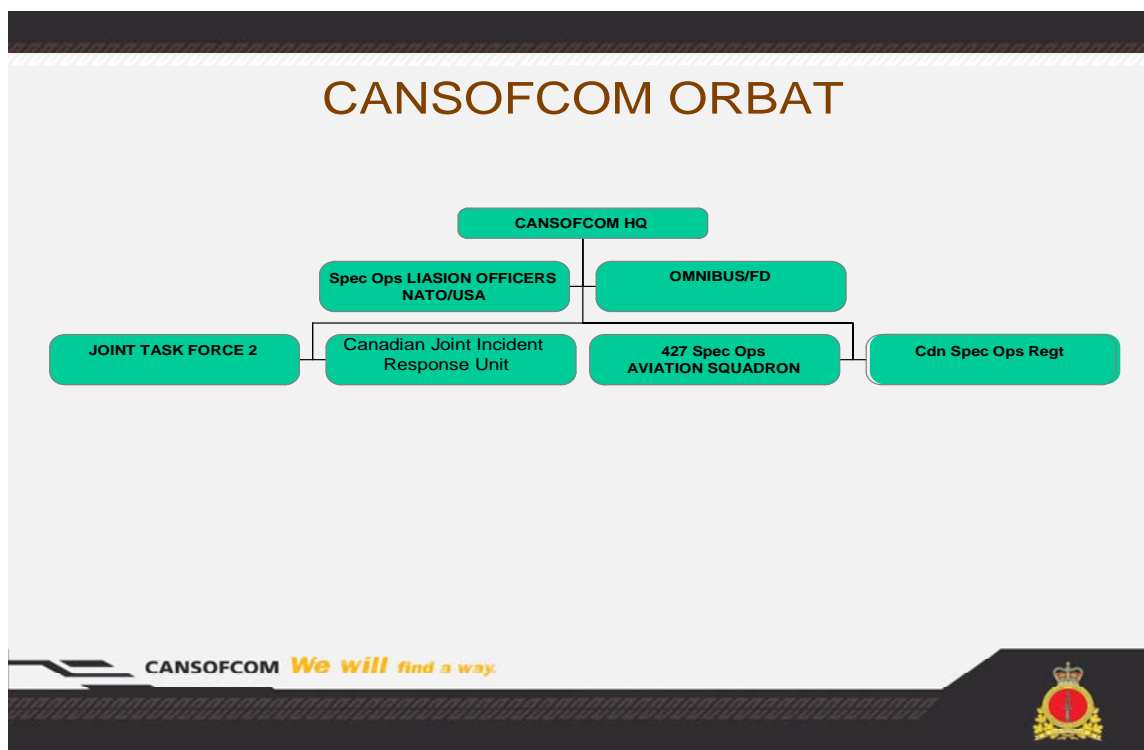 CANSOFCOM ORBAT
CANSOFCOM HQ
Spec Ops LIASION OFFICERS
NATO/USA
OMNIBUS/FD
JOINT TASK FORCE 2
Canadian Joint Incident
Response Unit
427 Spec Ops
AVIATION SQUADRON
Cdn Spec Ops Regt
CANSOFCOM We will find a way.